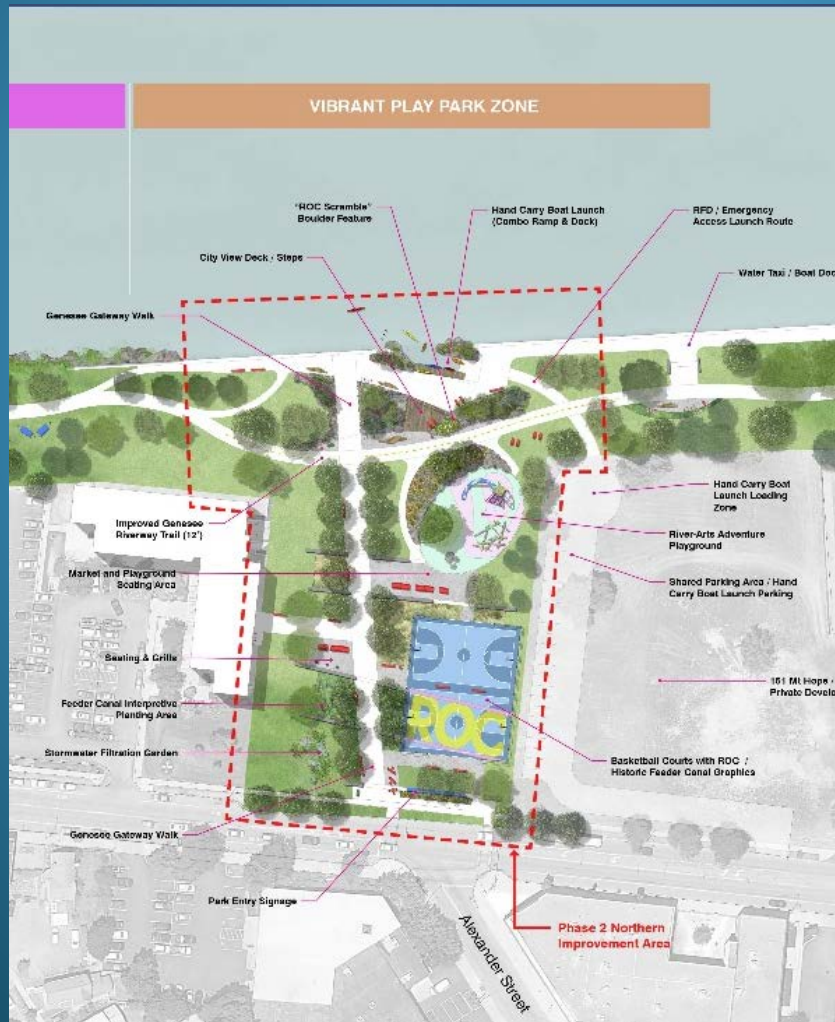 VIBRANT PLAY PARK ZONE
"ROC Scramble"
Boulder Feature
Hand Carry Boat Launch
(Combo Ramp & Dock)
RFD / Emergency
Access Launch Route
City View Deck / Steps
Water Taxi / Boat Doc
Genesee Gateway Walk
Hand Carry Boat
Launch Loading
Zone
Improved Genesee
Riverway Trail (12')
River-Arts Adventure
Playground
Market and Playground
Seating Area
Shared Parking Area / Hand
Carry Boat Launch Parking
Seating & Grills
161 Mt Hope -
Private Develo
Feeder Canal Interpretive
Planting Area
ROC
Stormwater Filtration Garden
Basketball Courts with ROC /
Historic Feeder Canal Graphics
Genesee Gateway Walk
Park Entry Signage
Alexander Street
Phase 2 Northern
Improvement Area